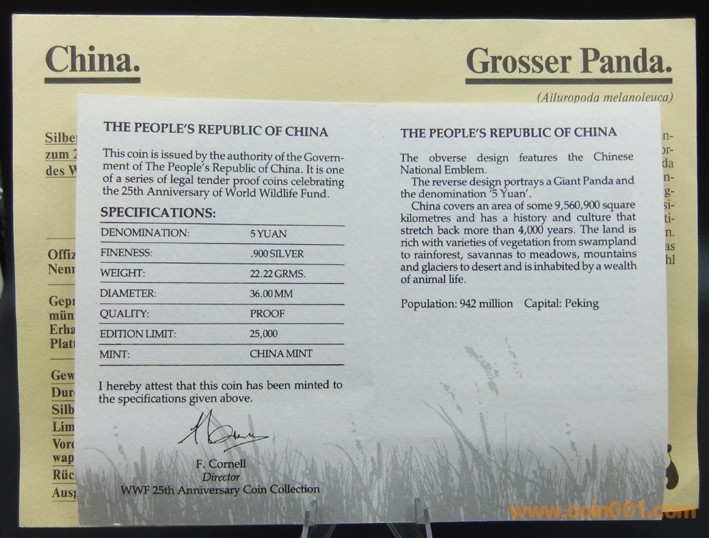 China.
Grosser Panda.
(Ailuropoda melanoleuca)
zum
des W
THE PEOPLE'S REPUBLIC OF CHINA
This coin is issued by the authority of the Govern-
ment of The People's Republic of China. It is one
of a series of legal tender proof coins celebrating
the 25th Anniversary of World Wildlife Fund.
SPECIFICATIONS:
DENOMINATION: 5 YUAN
FINENESS: .900 SILVER
WEIGHT: 22.22 GRMS.
DIAMETER: 36.00 MM
QUALITY: PROOF
EDITION LIMIT: 25,000
MINT: CHINA MINT
I hereby attest that this coin has been minted to
the specifications given above.
F. Cornell
Director
WWF 25th Anniversary Coin Collection
THE PEOPLE'S REPUBLIC OF CHINA
The obverse design features the Chinese
National Emblem.
The reverse design portrays a Giant Panda and
the denomination '5 Yuan'.
China covers an area of some 9,560,900 square
kilometres and has a history and culture that
stretch back more than 4,000 years. The land is
rich with varieties of vegetation from swampland
to rainforest, savannas to meadows, mountains
and glaciers to desert and is inhabited by a wealth
of animal life.
Population: 942 million Capital: Peking
www.coin001.com